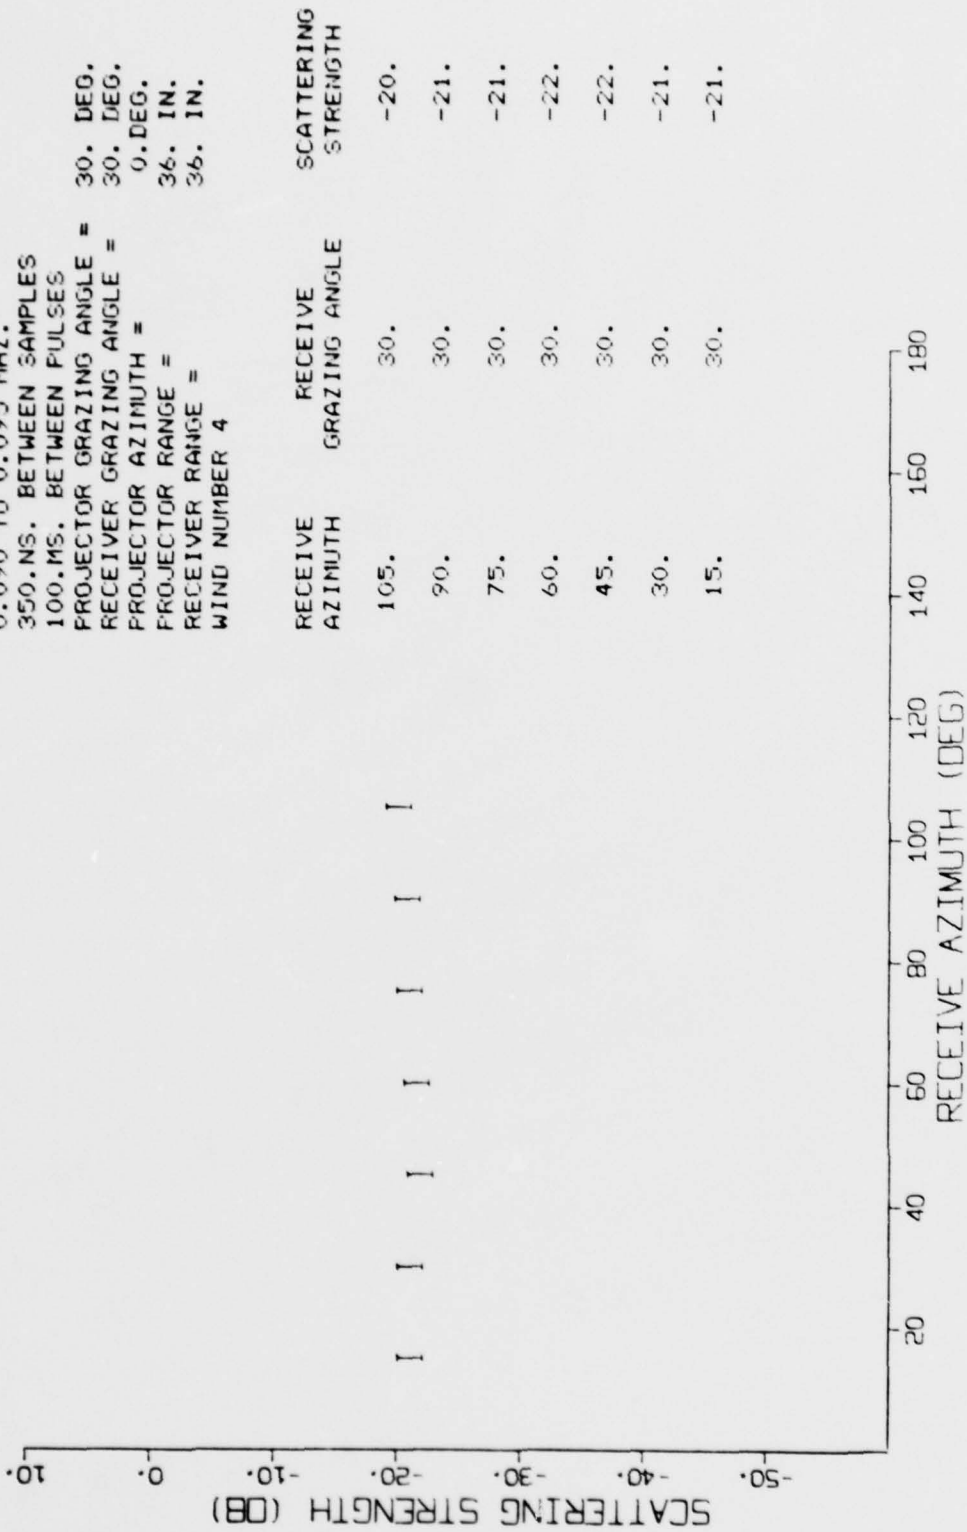 350.NS. BETWEEN SAMPLES
100.MS. BETWEEN PULSES
PROJECTOR GRAZING ANGLE = 30. DEG.
RECEIVER GRAZING ANGLE = 30. DEG.
PROJECTOR AZIMUTH = 0.DEG.
PROJECTOR RANGE = 36. IN.
RECEIVER RANGE = 36. IN.
WIND NUMBER 4
RECEIVE RECEIVE SCATTERING
AZIMUTH GRAZING ANGLE STRENGTH
105. 30. -20.
90. 30. -21.
75. 30. -21.
60. 30. -22.
45. 30. -22.
30. 30. -21.
15. 30. -21.
10.
0.
-10.
-20.
-30.
-40.
-50.
SCATTERING STRENGTH (DB)
20 40 60 80 100 120 140 160 180
RECEIVE AZIMUTH (DEG)